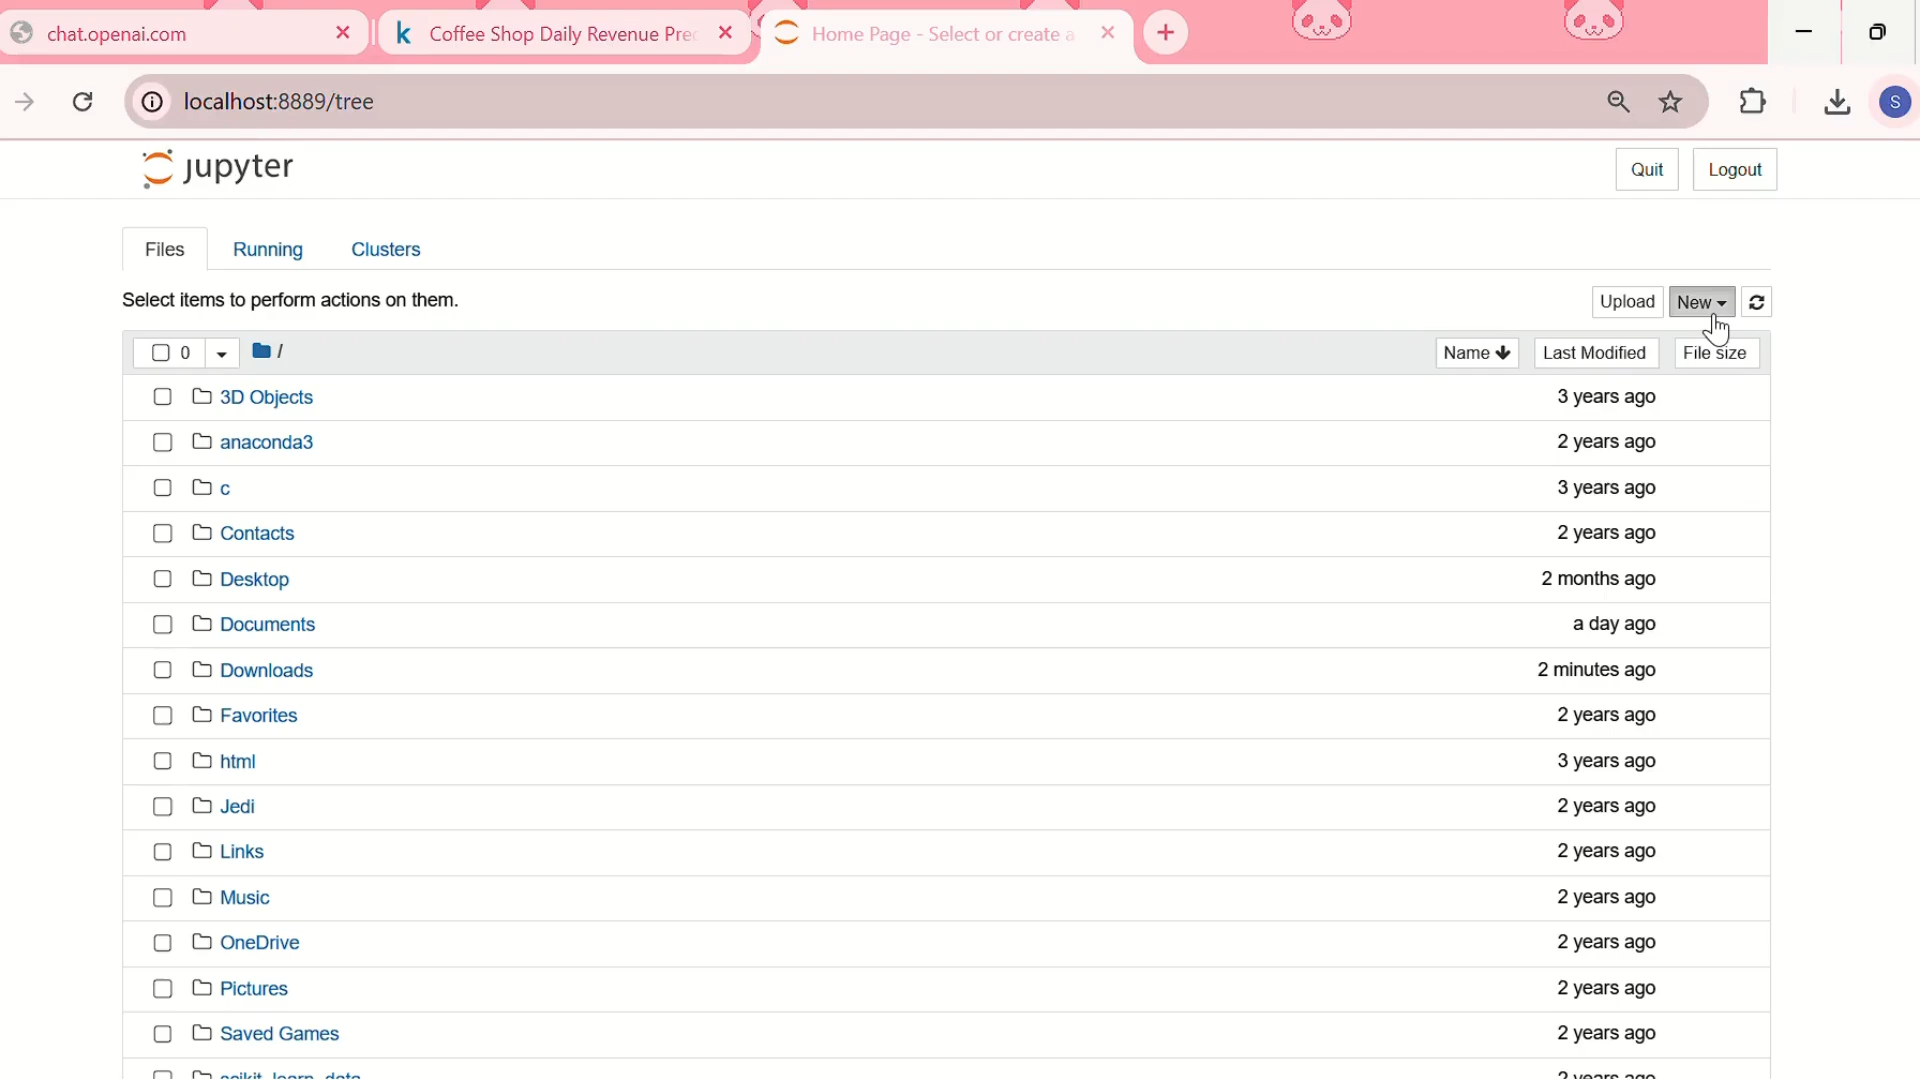 chat.openai.com
Coffee Shop Daily Revenue Pre
Home Page - Select or create a
localhost:8889/tree
S
jupyter
Quit
Logout
Files
Running
Clusters
Select items to perform actions on them.
Upload
New
0
/
Name
Last Modified
File size
3D Objects 3 years ago
anaconda3 2 years ago
c 3 years ago
Contacts 2 years ago
Desktop 2 months ago
Documents a day ago
Downloads 2 minutes ago
Favorites 2 years ago
html 3 years ago
Jedi 2 years ago
Links 2 years ago
Music 2 years ago
OneDrive 2 years ago
Pictures 2 years ago
Saved Games 2 years ago
scikit_learn_data 2 years ago